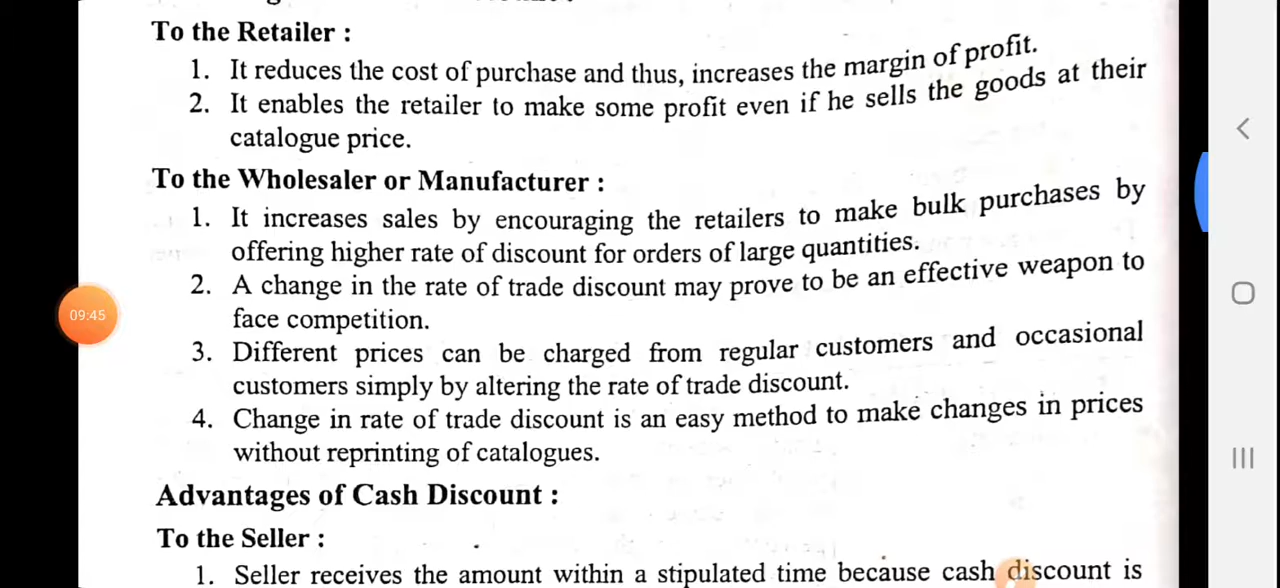 To the Retailer :
1. It reduces the cost of purchase and thus, increases the margin of profit.
2. It enables the retailer to make some profit even if he sells the goods at their
catalogue price.
To the Wholesaler or Manufacturer :
1. It increases sales by encouraging the retailers to make bulk purchases by
offering higher rate of discount for orders of large quantities.
2. A change in the rate of trade discount may prove to be an effective weapon to
face competition.
3. Different prices can be charged from regular customers and occasional
customers simply by altering the rate of trade discount.
4. Change in rate of trade discount is an easy method to make changes in prices
without reprinting of catalogues.
Advantages of Cash Discount :
To the Seller :
1. Seller receives the amount within a stipulated time because cash discount is
09:45